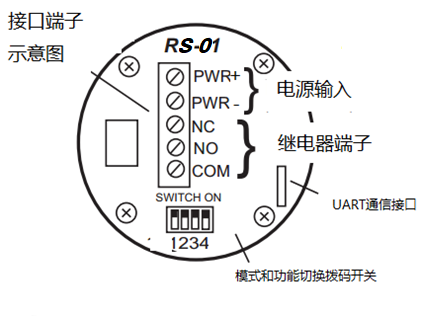 接口端子
示意图
RS-01
PWR+
PWR -
电源输入
NC
NO
COM
继电器端子
SWITCH ON
1234
UART通信接口
模式和功能切换拨码开关